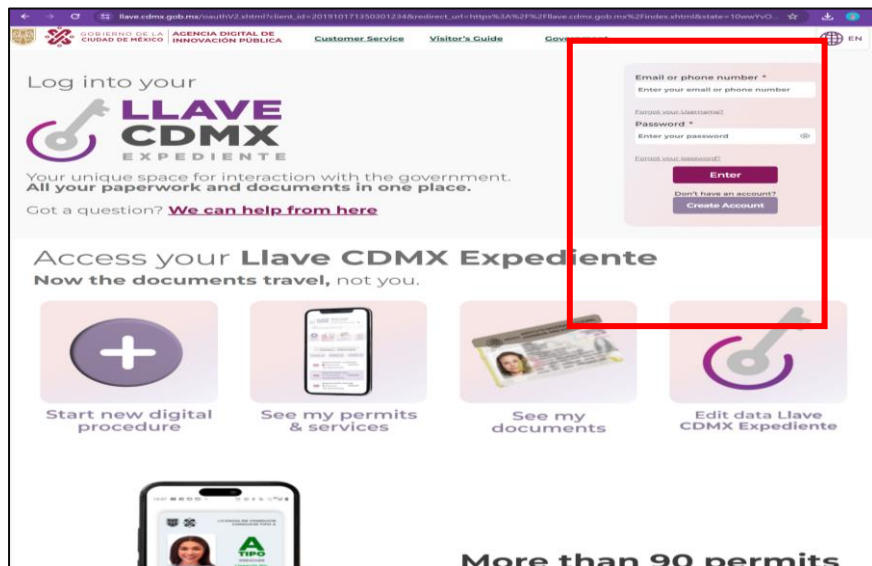 llave.cdmx.gob.mx/oauthV2.xhtml?client_id=201910171350301234&redirect_url=https%3A%2F%2Fllave.cdmx.gob.mx%2Findex.xhtml&state=10wwYvO...
GOBIERNO DE LA CIUDAD DE MÉXICO
AGENCIA DIGITAL DE INNOVACIÓN PÚBLICA
Customer Service Visitor's Guide Government
EN
Log into your
LLAVE
CDMX
EXPEDIENTE
Your unique space for interaction with the government.
All your paperwork and documents in one place.
Got a question? We can help from here
Email or phone number *
Enter your email or phone number
Forgot your Username?
Password *
Enter your password
Forgot your password?
Enter
Don't have an account?
Create Account
Access your Llave CDMX Expediente
Now the documents travel, not you.
Start new digital
procedure
See my permits
& services
See my
documents
Edit data Llave
CDMX Expediente
A
TIPO
More than 90 permits